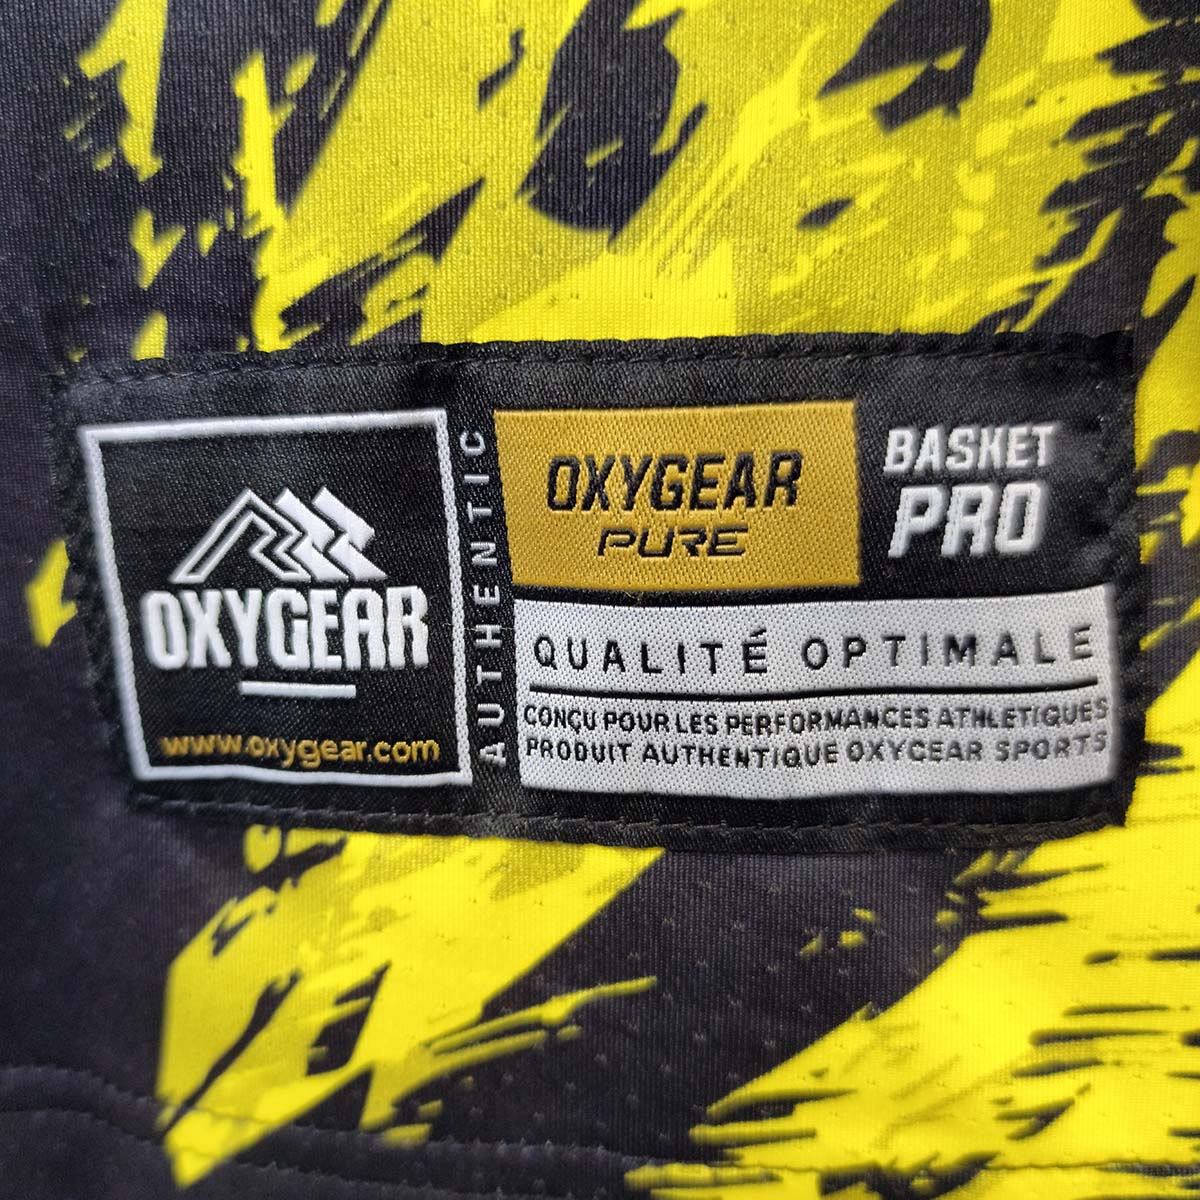 OXYGEAR
www.oxygear.com
AUTHENTIC
OXYGEAR
PURE
BASKET
PRO
QUALITÉ OPTIMALE
CONÇU POUR LES PERFORMANCES ATHLETIQUES
PRODUIT AUTHENTIQUE OXYGEAR SPORTS